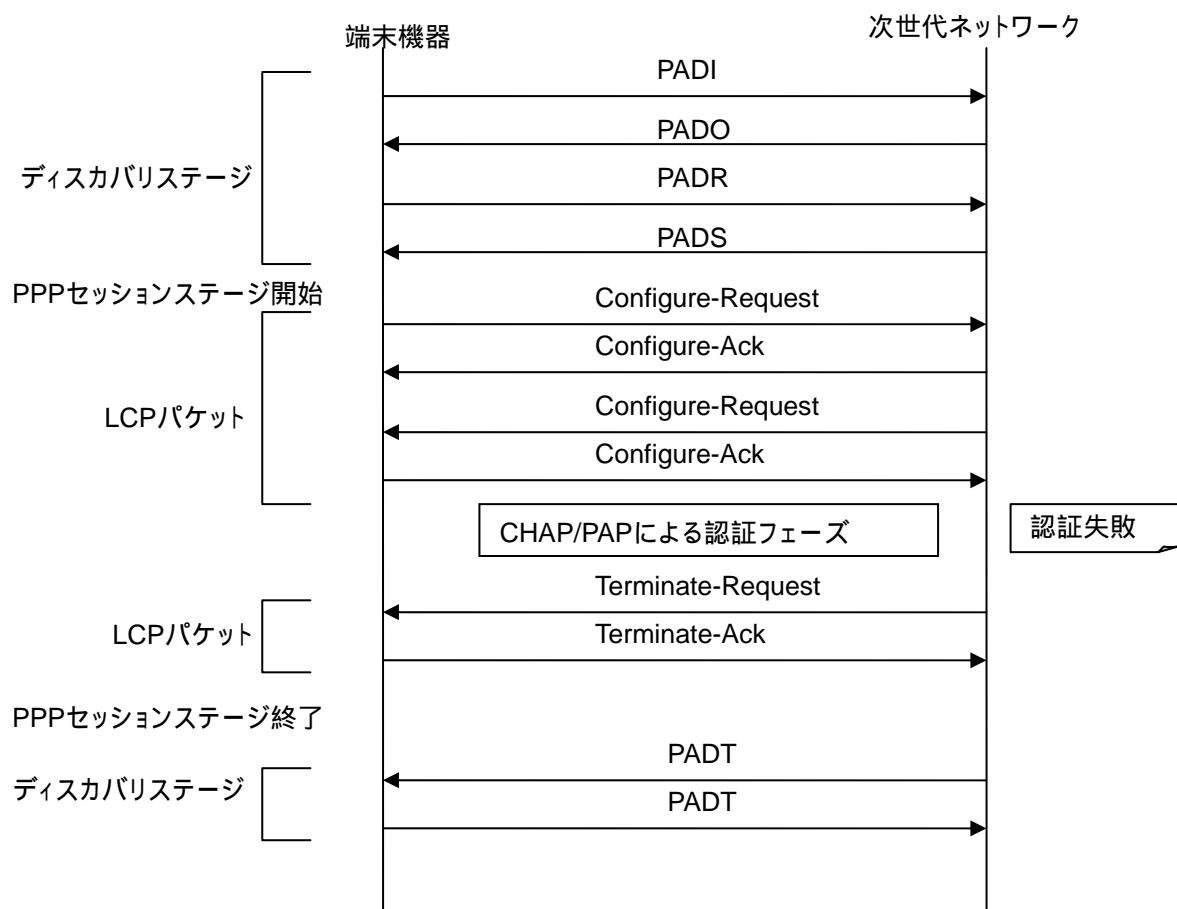 端末機器
次世代ネットワーク
PADI
PADO
ディスカバリステージ
PADR
PADS
PPPセッションステージ開始
Configure-Request
Configure-Ack
LCPパケット
Configure-Request
Configure-Ack
CHAP/PAPによる認証フェーズ
認証失敗
Terminate-Request
LCPパケット
Terminate-Ack
PPPセッションステージ終了
PADT
ディスカバリステージ
PADT